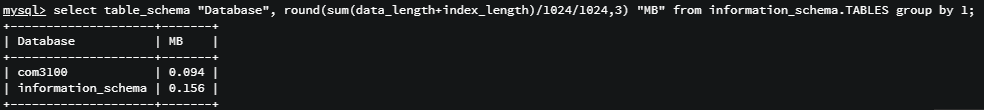 mysql> select table_schema "Database", round(sum(data_length+index_length)/1024/1024,3) "MB" from information_schema.TABLES group by 1;
+--------------------+-------+
| Database           | MB    |
+--------------------+-------+
| com3100            | 0.094 |
| information_schema | 0.156 |
+--------------------+-------+